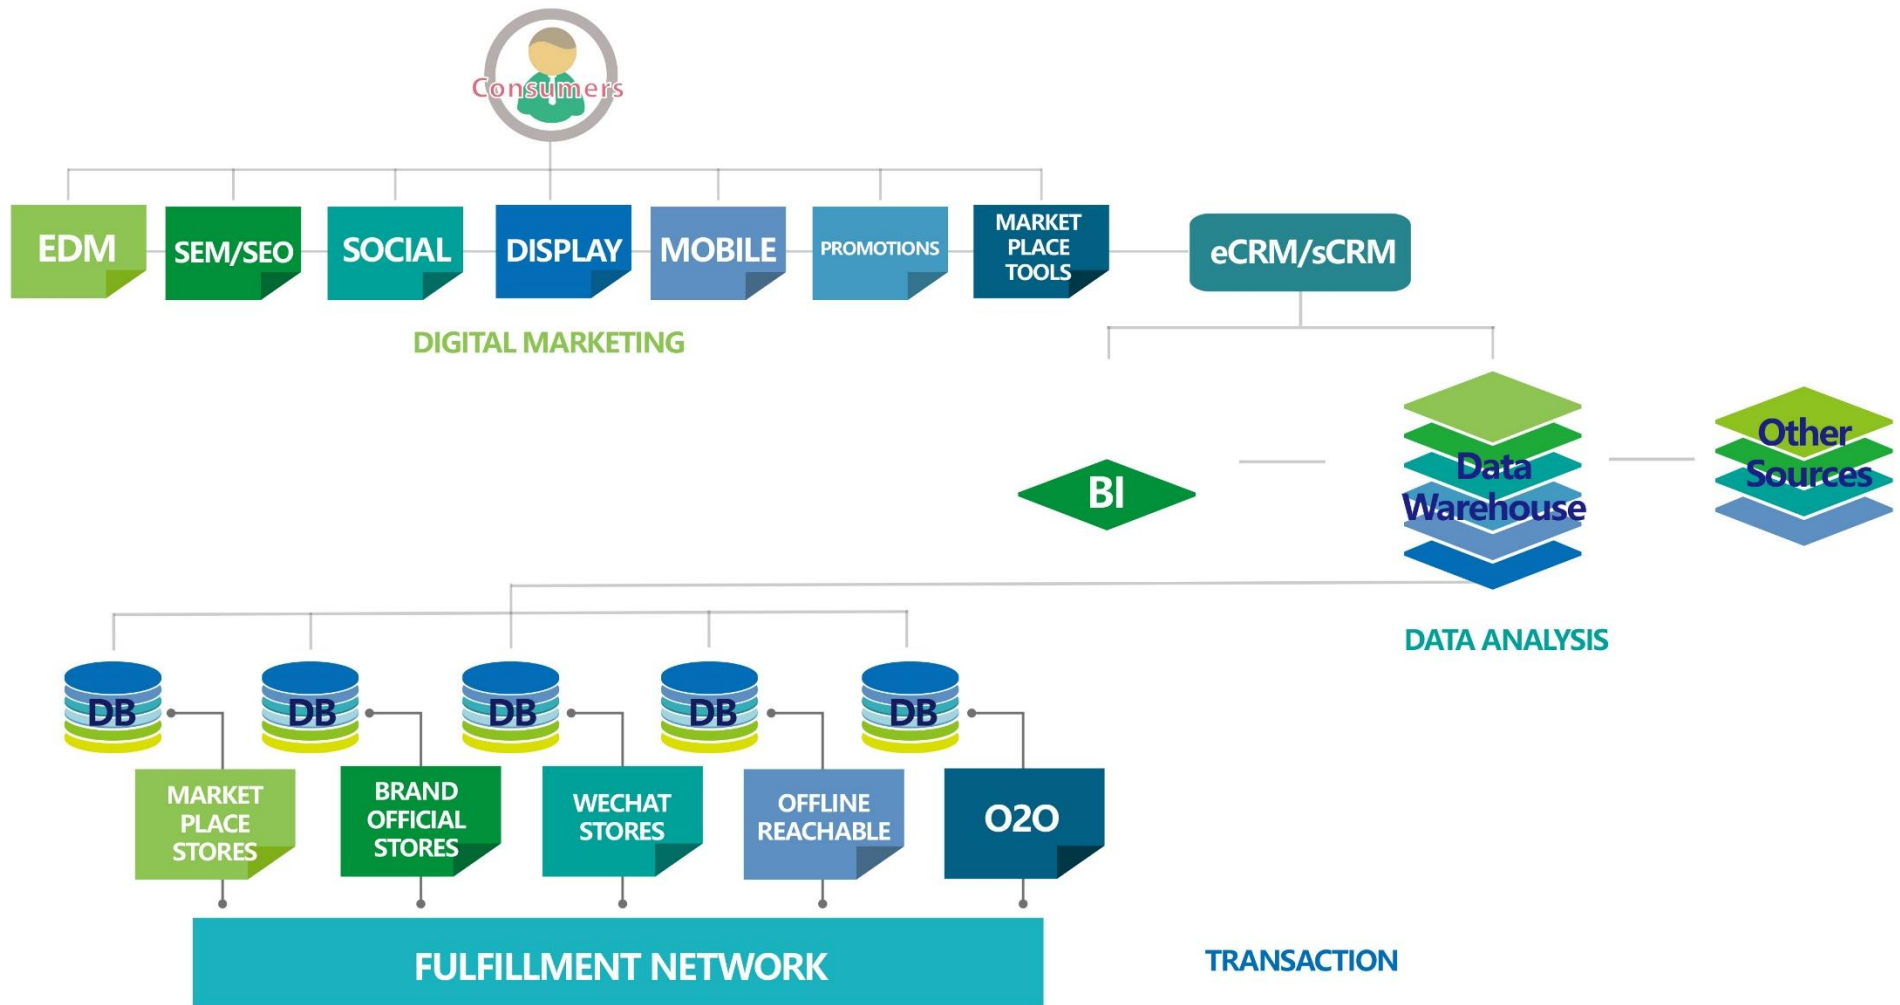 Consumers
EDM
SEM/SEO
SOCIAL
DISPLAY
MOBILE
PROMOTIONS
MARKET
PLACE
TOOLS
eCRM/sCRM
DIGITAL MARKETING
BI
Data
Warehouse
Other
Sources
DATA ANALYSIS
DB
DB
DB
DB
DB
MARKET
PLACE
STORES
BRAND
OFFICIAL
STORES
WECHAT
STORES
OFFLINE
REACHABLE
O2O
FULFILLMENT NETWORK
TRANSACTION